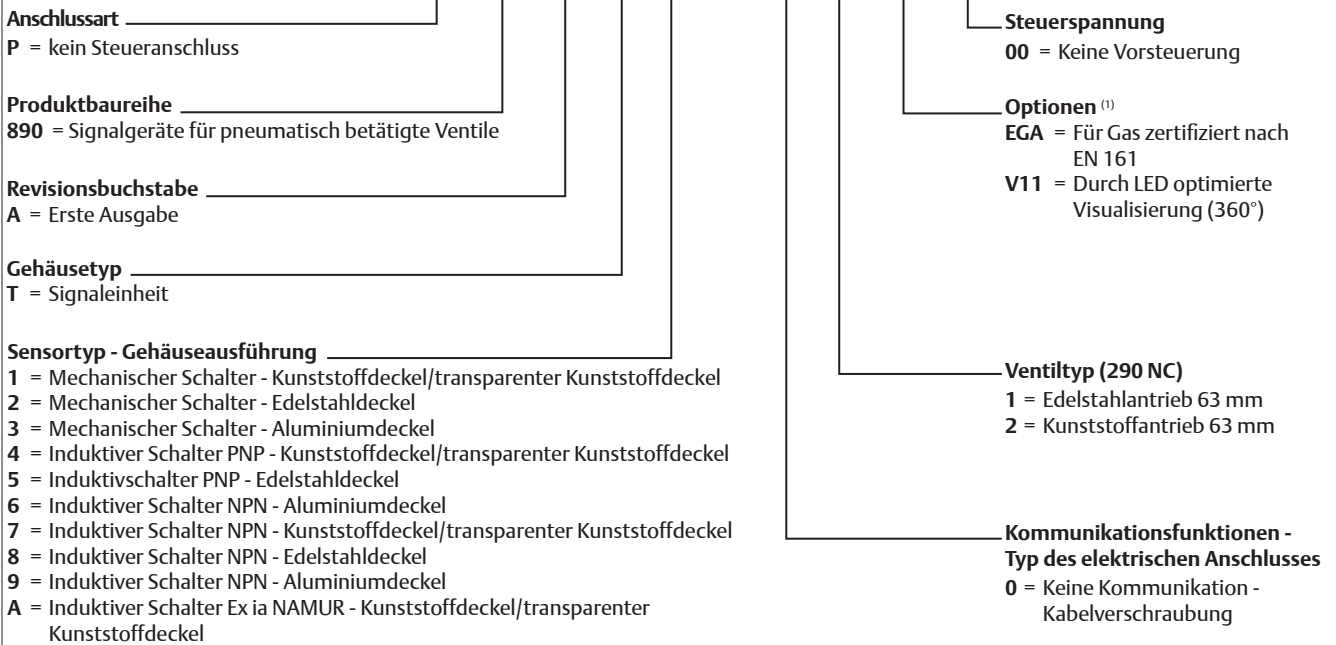 Anschlussart
P = kein Steueranschluss
Produktbaureihe
890 = Signalgeräte für pneumatisch betätigte Ventile
Revisionsbuchstabe
A = Erste Ausgabe
Gehäusetyp
T = Signaleinheit
Sensortyp - Gehäuseausführung
1 = Mechanischer Schalter - Kunststoffdeckel/transparenter Kunststoffdeckel
2 = Mechanischer Schalter - Edelstahldeckel
3 = Mechanischer Schalter - Aluminiumdeckel
4 = Induktiver Schalter PNP - Kunststoffdeckel/transparenter Kunststoffdeckel
5 = Induktivschalter PNP - Edelstahldeckel
6 = Induktiver Schalter NPN - Aluminiumdeckel
7 = Induktiver Schalter NPN - Kunststoffdeckel/transparenter Kunststoffdeckel
8 = Induktiver Schalter NPN - Edelstahldeckel
9 = Induktiver Schalter NPN - Aluminiumdeckel
A = Induktiver Schalter Ex ia NAMUR - Kunststoffdeckel/transparenter
Kunststoffdeckel
Steuerspannung
00 = Keine Vorsteuerung
Optionen (1)
EGA = Für Gas zertifiziert nach
EN 161
V11 = Durch LED optimierte
Visualisierung (360°)
Ventiltyp (290 NC)
1 = Edelstahlantrieb 63 mm
2 = Kunststoffantrieb 63 mm
Kommunikationsfunktionen -
Typ des elektrischen Anschlusses
0 = Keine Kommunikation -
Kabelverschraubung